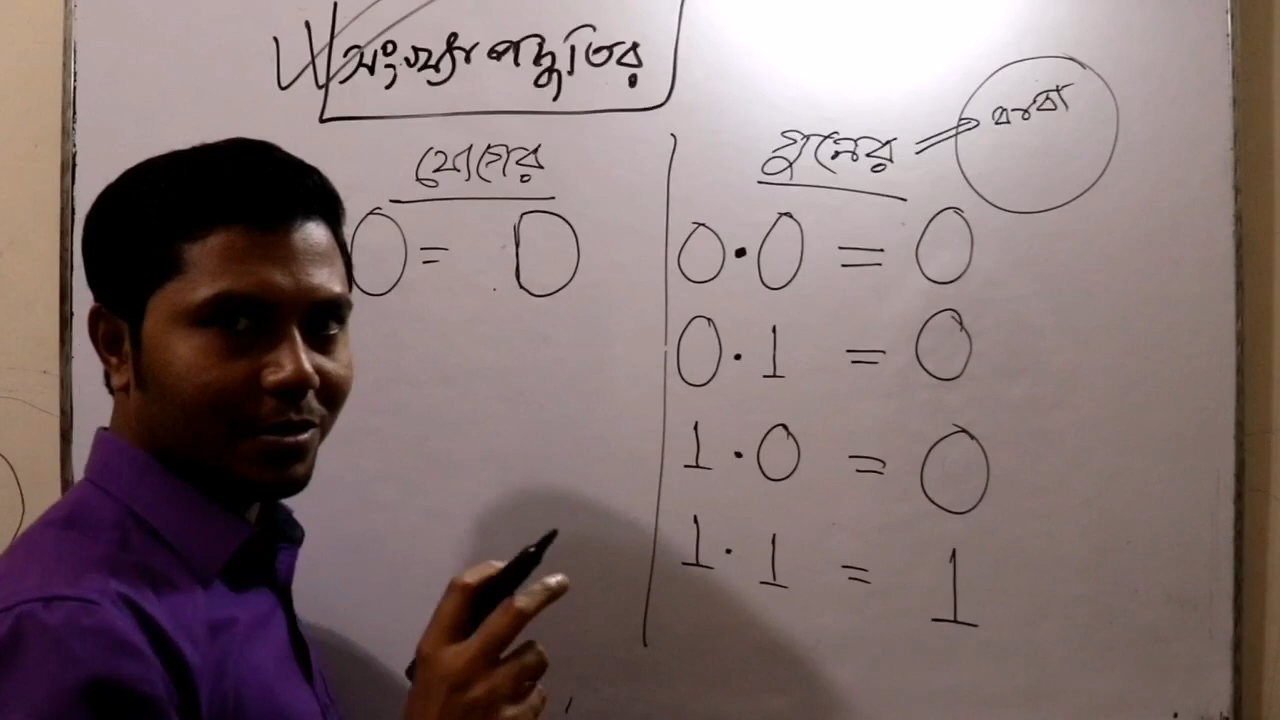 সংখ্যা পদ্ধতির
যোগের
0 = 0
গুনের
0·0 = 0
0·1 = 0
1·0 = 0
1·1 = 1